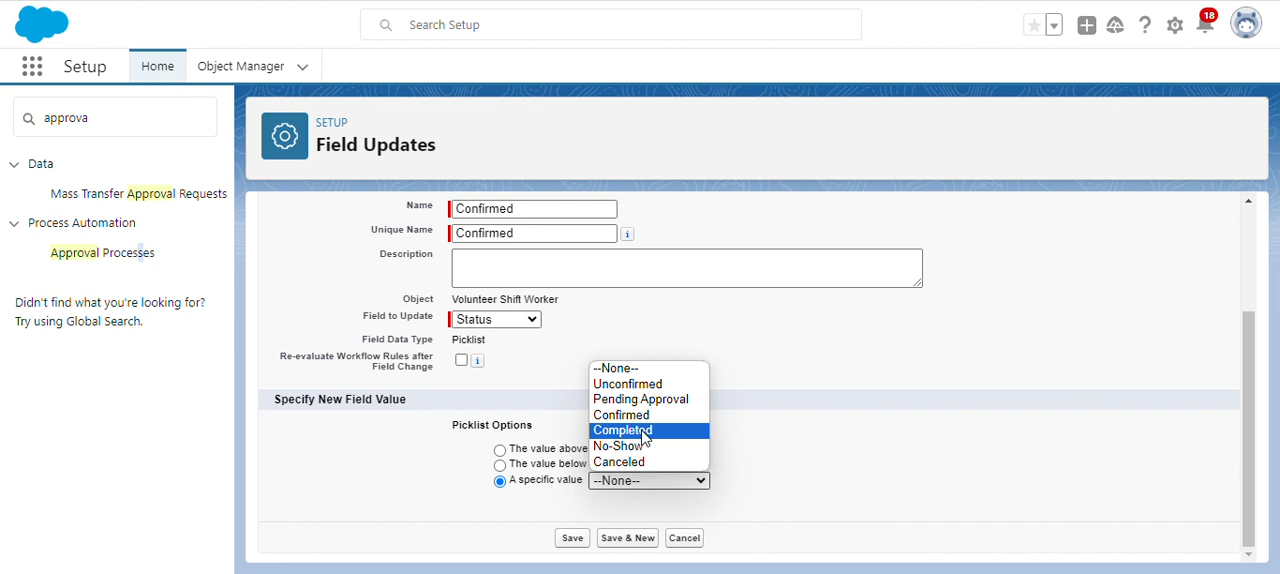 Search Setup
18
Setup
Home
Object Manager
approva
Data
Mass Transfer Approval Requests
Process Automation
Approval Processes
Didn't find what you're looking for?
Try using Global Search.
SETUP
Field Updates
Name
Confirmed
Unique Name
Confirmed
i
Description
Object
Volunteer Shift Worker
Field to Update
Status
Field Data Type
Picklist
Re-evaluate Workflow Rules after
Field Change
i
Specify New Field Value
Picklist Options
The value above
The value below
A specific value
--None--
--None--
Unconfirmed
Pending Approval
Confirmed
Completed
No-Show
Canceled
Save
Save & New
Cancel